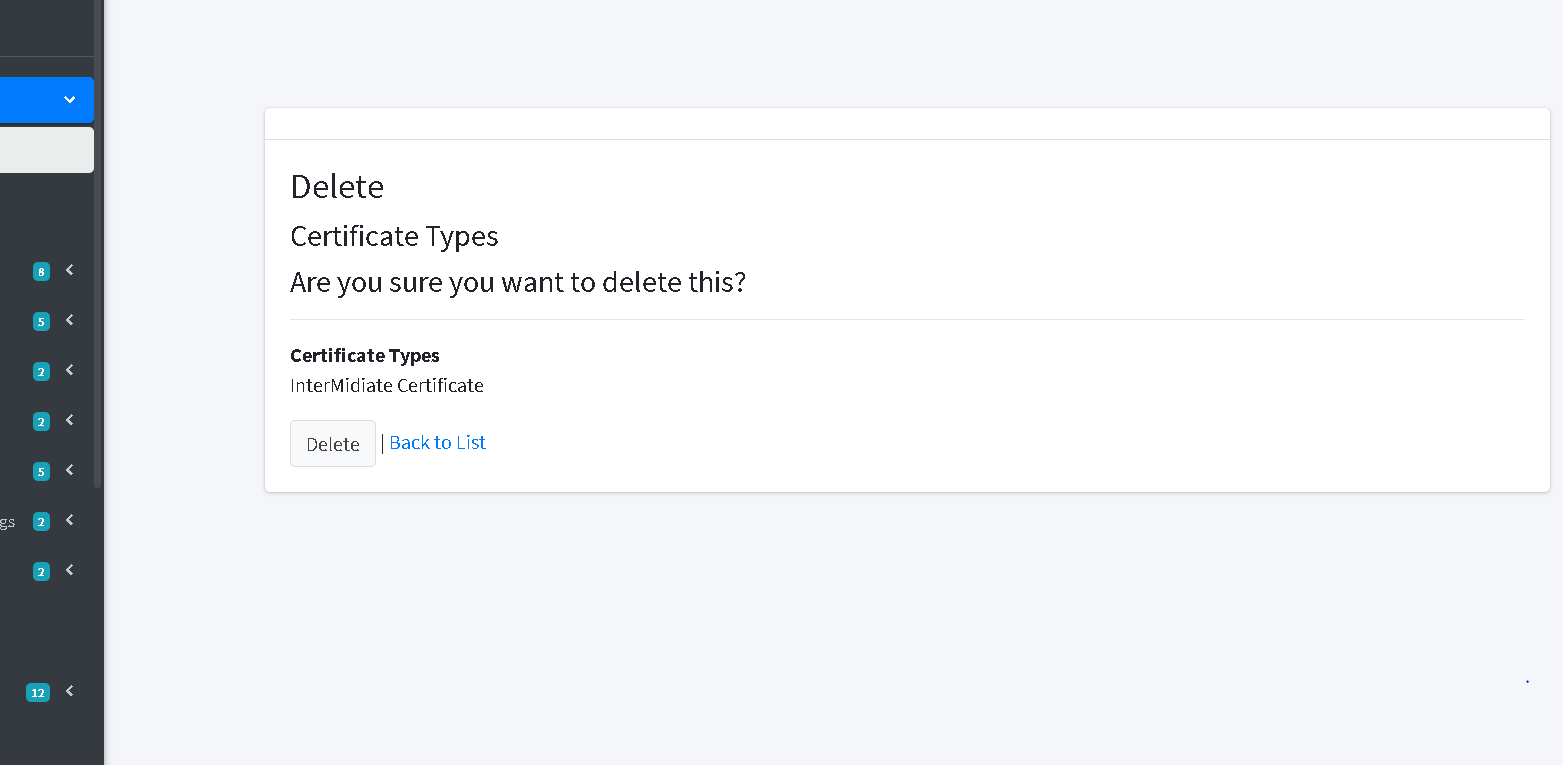 Delete
Certificate Types
Are you sure you want to delete this?
Certificate Types
InterMidiate Certificate
Delete | Back to List
8
5
2
2
5
gs 2
2
12